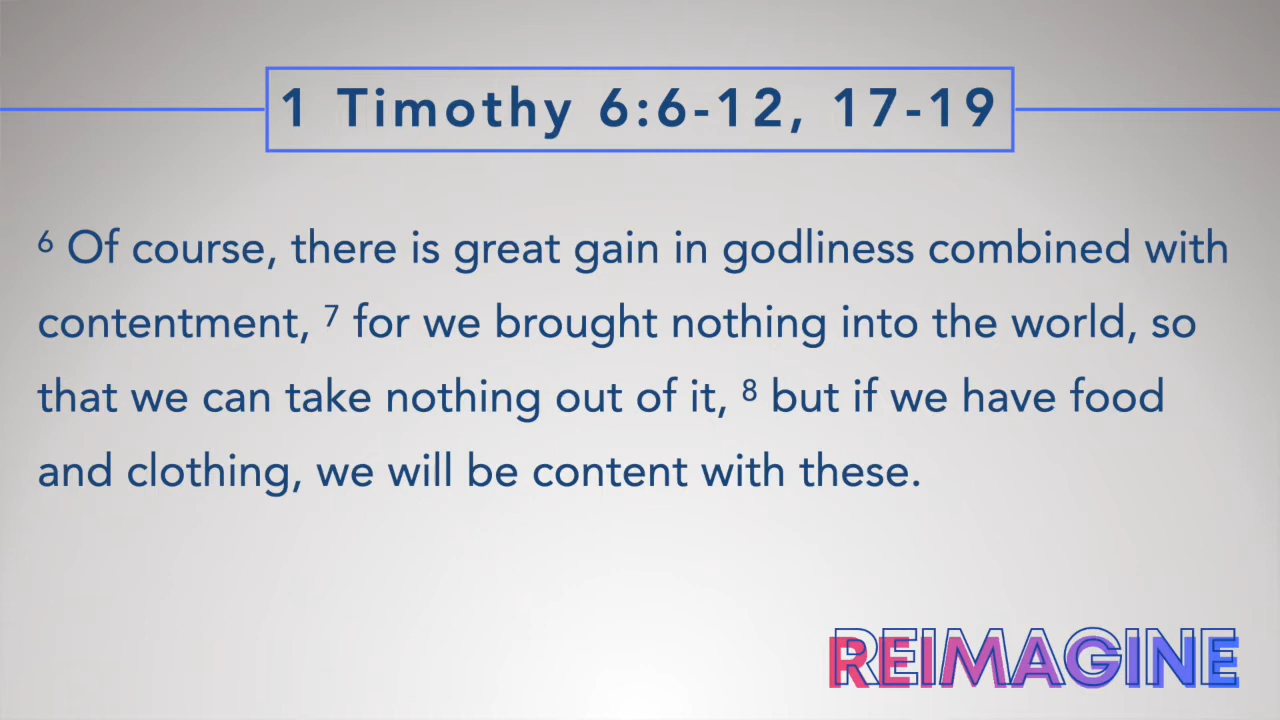 1 Timothy 6:6-12, 17-19
⁶ Of course, there is great gain in godliness combined with
contentment, ⁷ for we brought nothing into the world, so
that we can take nothing out of it, ⁸ but if we have food
and clothing, we will be content with these.
REIMAGINE